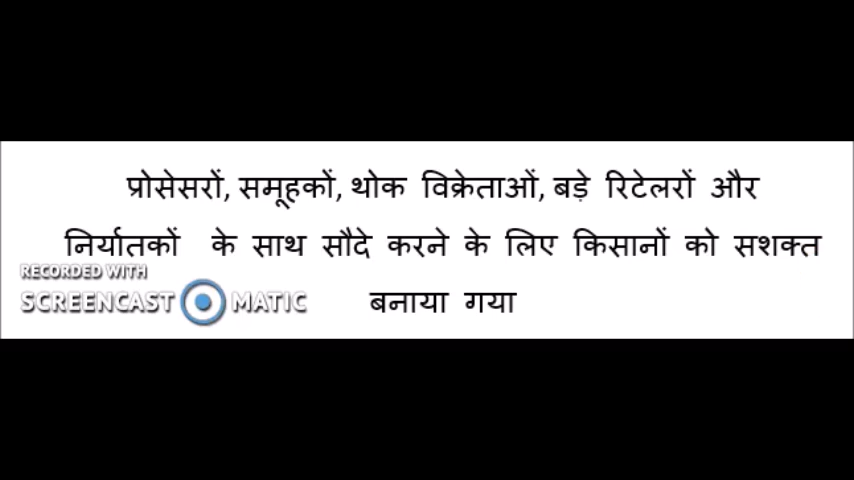 प्रोसेसरों, समूहकों, थोक विक्रेताओं, बड़े रिटेलरों और
निर्यातकों के साथ सौदे करने के लिए किसानों को सशक्त
बनाया गया
RECORDED WITH
SCREENCAST MATIC